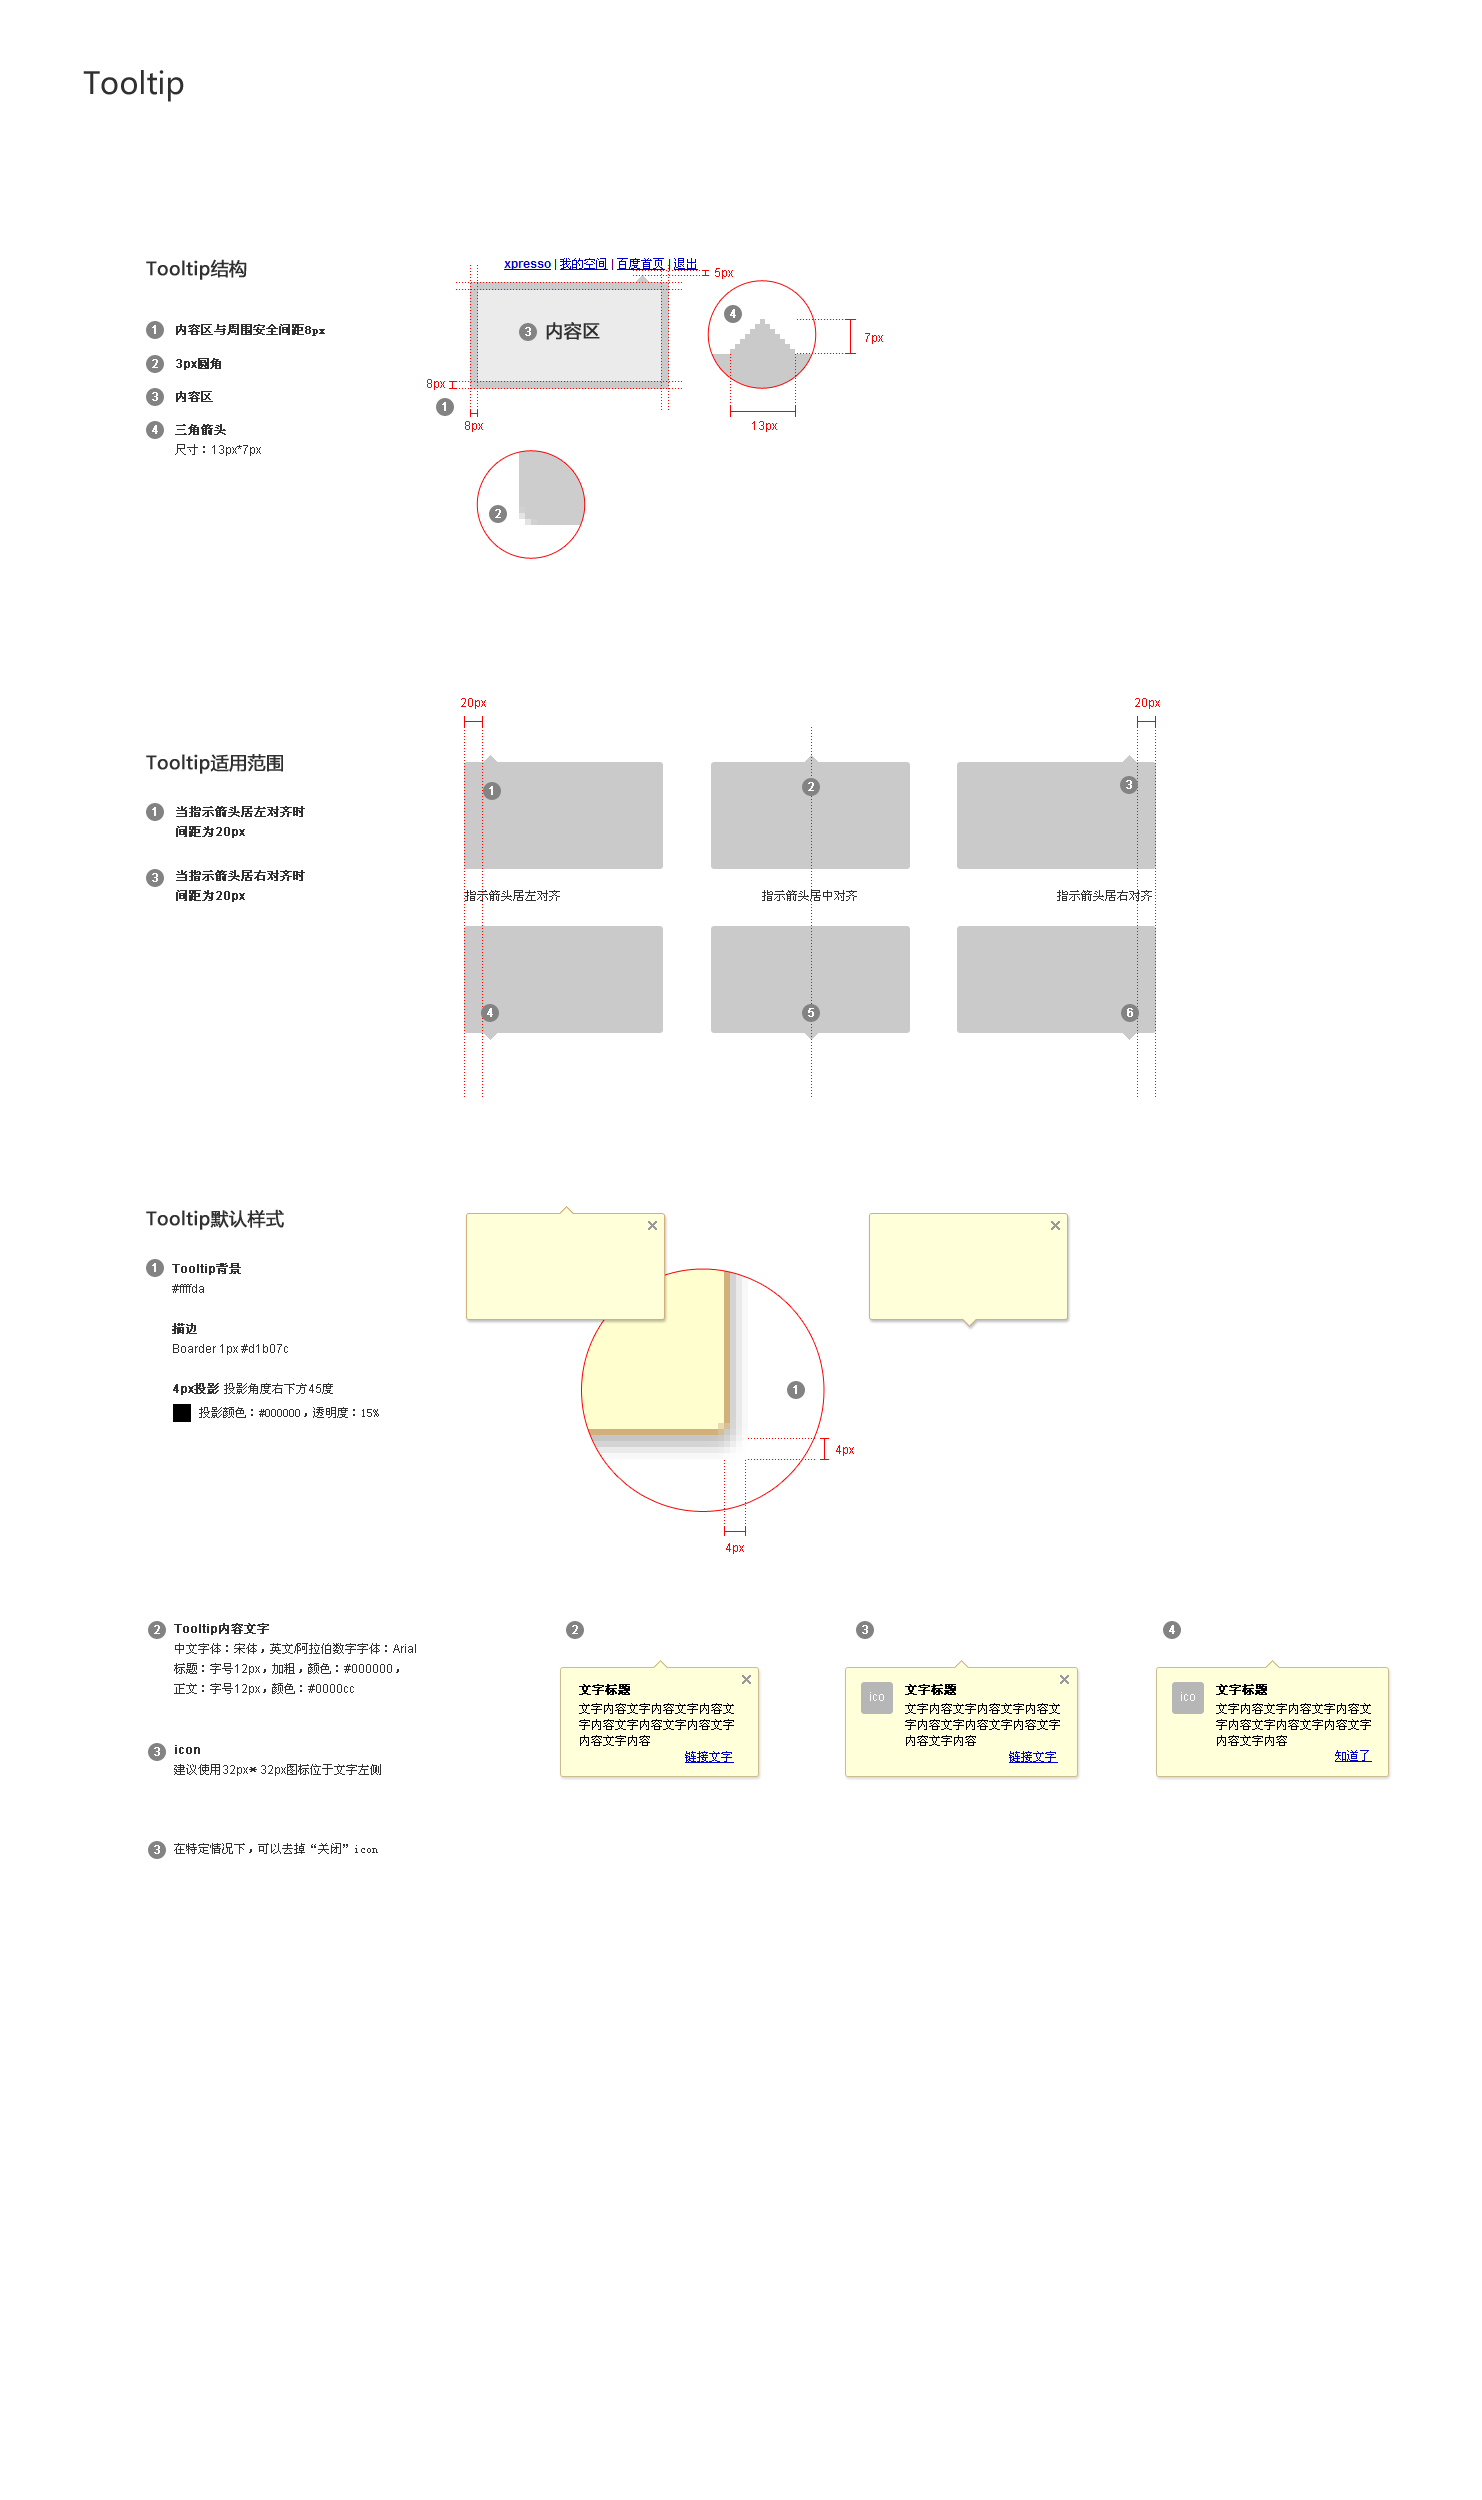 Tooltip
Tooltip结构
1 内容区与周围安全间距8px
2 3px圆角
3 内容区
4 三角箭头
尺寸：13px*7px
xpresso | 我的空间 | 百度首页 | 退出
5px
3 内容区
4
7px
8px
1
8px
13px
2
20px
20px
Tooltip适用范围
1 当指示箭头居左对齐时
间距为20px
3 当指示箭头居右对齐时
间距为20px
1
2
3
指示箭头居左对齐
指示箭头居中对齐
指示箭头居右对齐
4
5
6
Tooltip默认样式
1 Tooltip背景
#ffffda
描边
Boarder 1px #d1b07c
4px投影 投影角度右下方45度
投影颜色：#000000，透明度：15%
1
4px
4px
2 Tooltip内容文字
中文字体：宋体，英文/阿拉伯数字字体：Arial
标题：字号12px，加粗，颜色：#000000，
正文：字号12px，颜色：#0000cc
3 icon
建议使用32px* 32px图标位于文字左侧
3 在特定情况下，可以去掉“关闭”icon
2
文字标题
文字内容文字内容文字内容文
字内容文字内容文字内容文字
内容文字内容
链接文字
3
ico
文字标题
文字内容文字内容文字内容文
字内容文字内容文字内容文字
内容文字内容
链接文字
4
ico
文字标题
文字内容文字内容文字内容文
字内容文字内容文字内容文字
内容文字内容
知道了